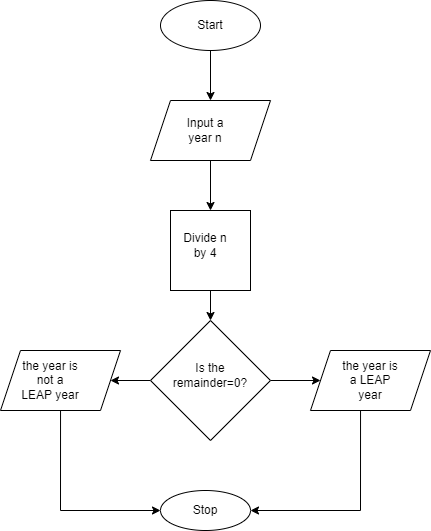 Start
Input a
year n
Divide n
by 4
Is the
remainder=0?
the year is
not a
LEAP year
the year is
a LEAP
year
Stop